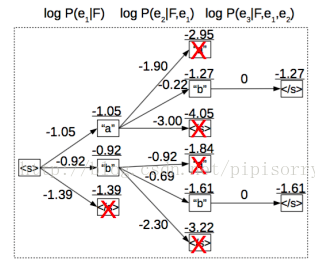 log P(e₁|F) log P(e₂|F,e₁) log P(e₃|F,e₁,e₂)
-2.95
-1.90
-1.27 0 -1.27
-0.22 "b" </s>
-1.05 -4.05
"a" -3.00
-1.05
-0.92 -1.84
<s> -0.92 "b" -0.92
-0.69
-1.39 -1.39 -1.61 0 -1.61
"b" </s>
-2.30 -3.22
t/pipisorry